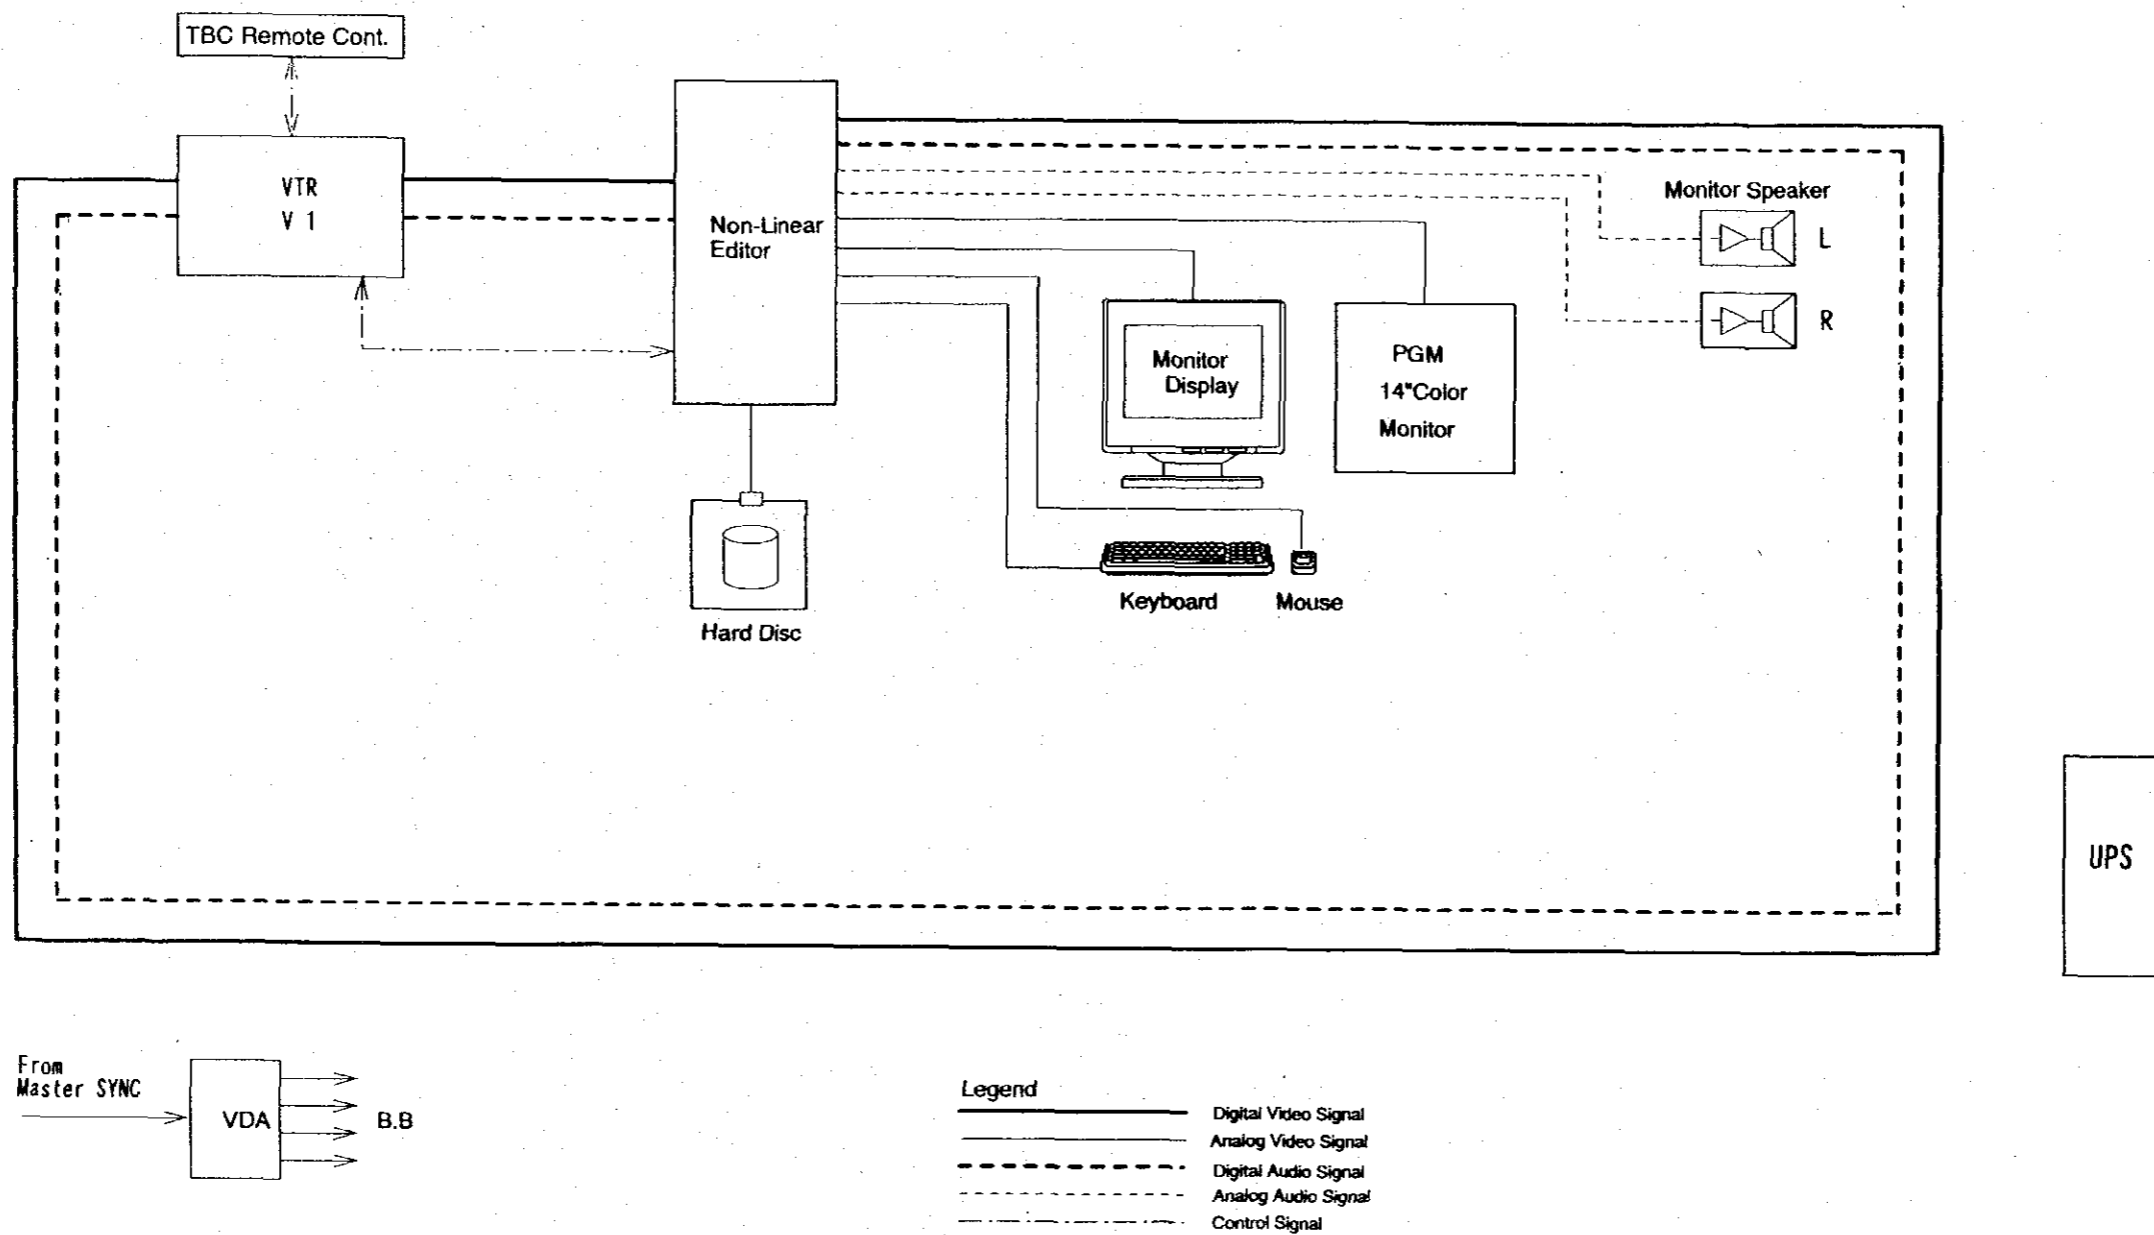 TBC Remote Cont.
VTR
V 1
Non-Linear
Editor
Monitor Speaker
L
R
Monitor
Display
PGM
14"Color
Monitor
Keyboard
Mouse
Hard Disc
UPS
From
Master SYNC
VDA
B.B
Legend
Digital Video Signal
Analog Video Signal
Digital Audio Signal
Analog Audio Signal
Control Signal